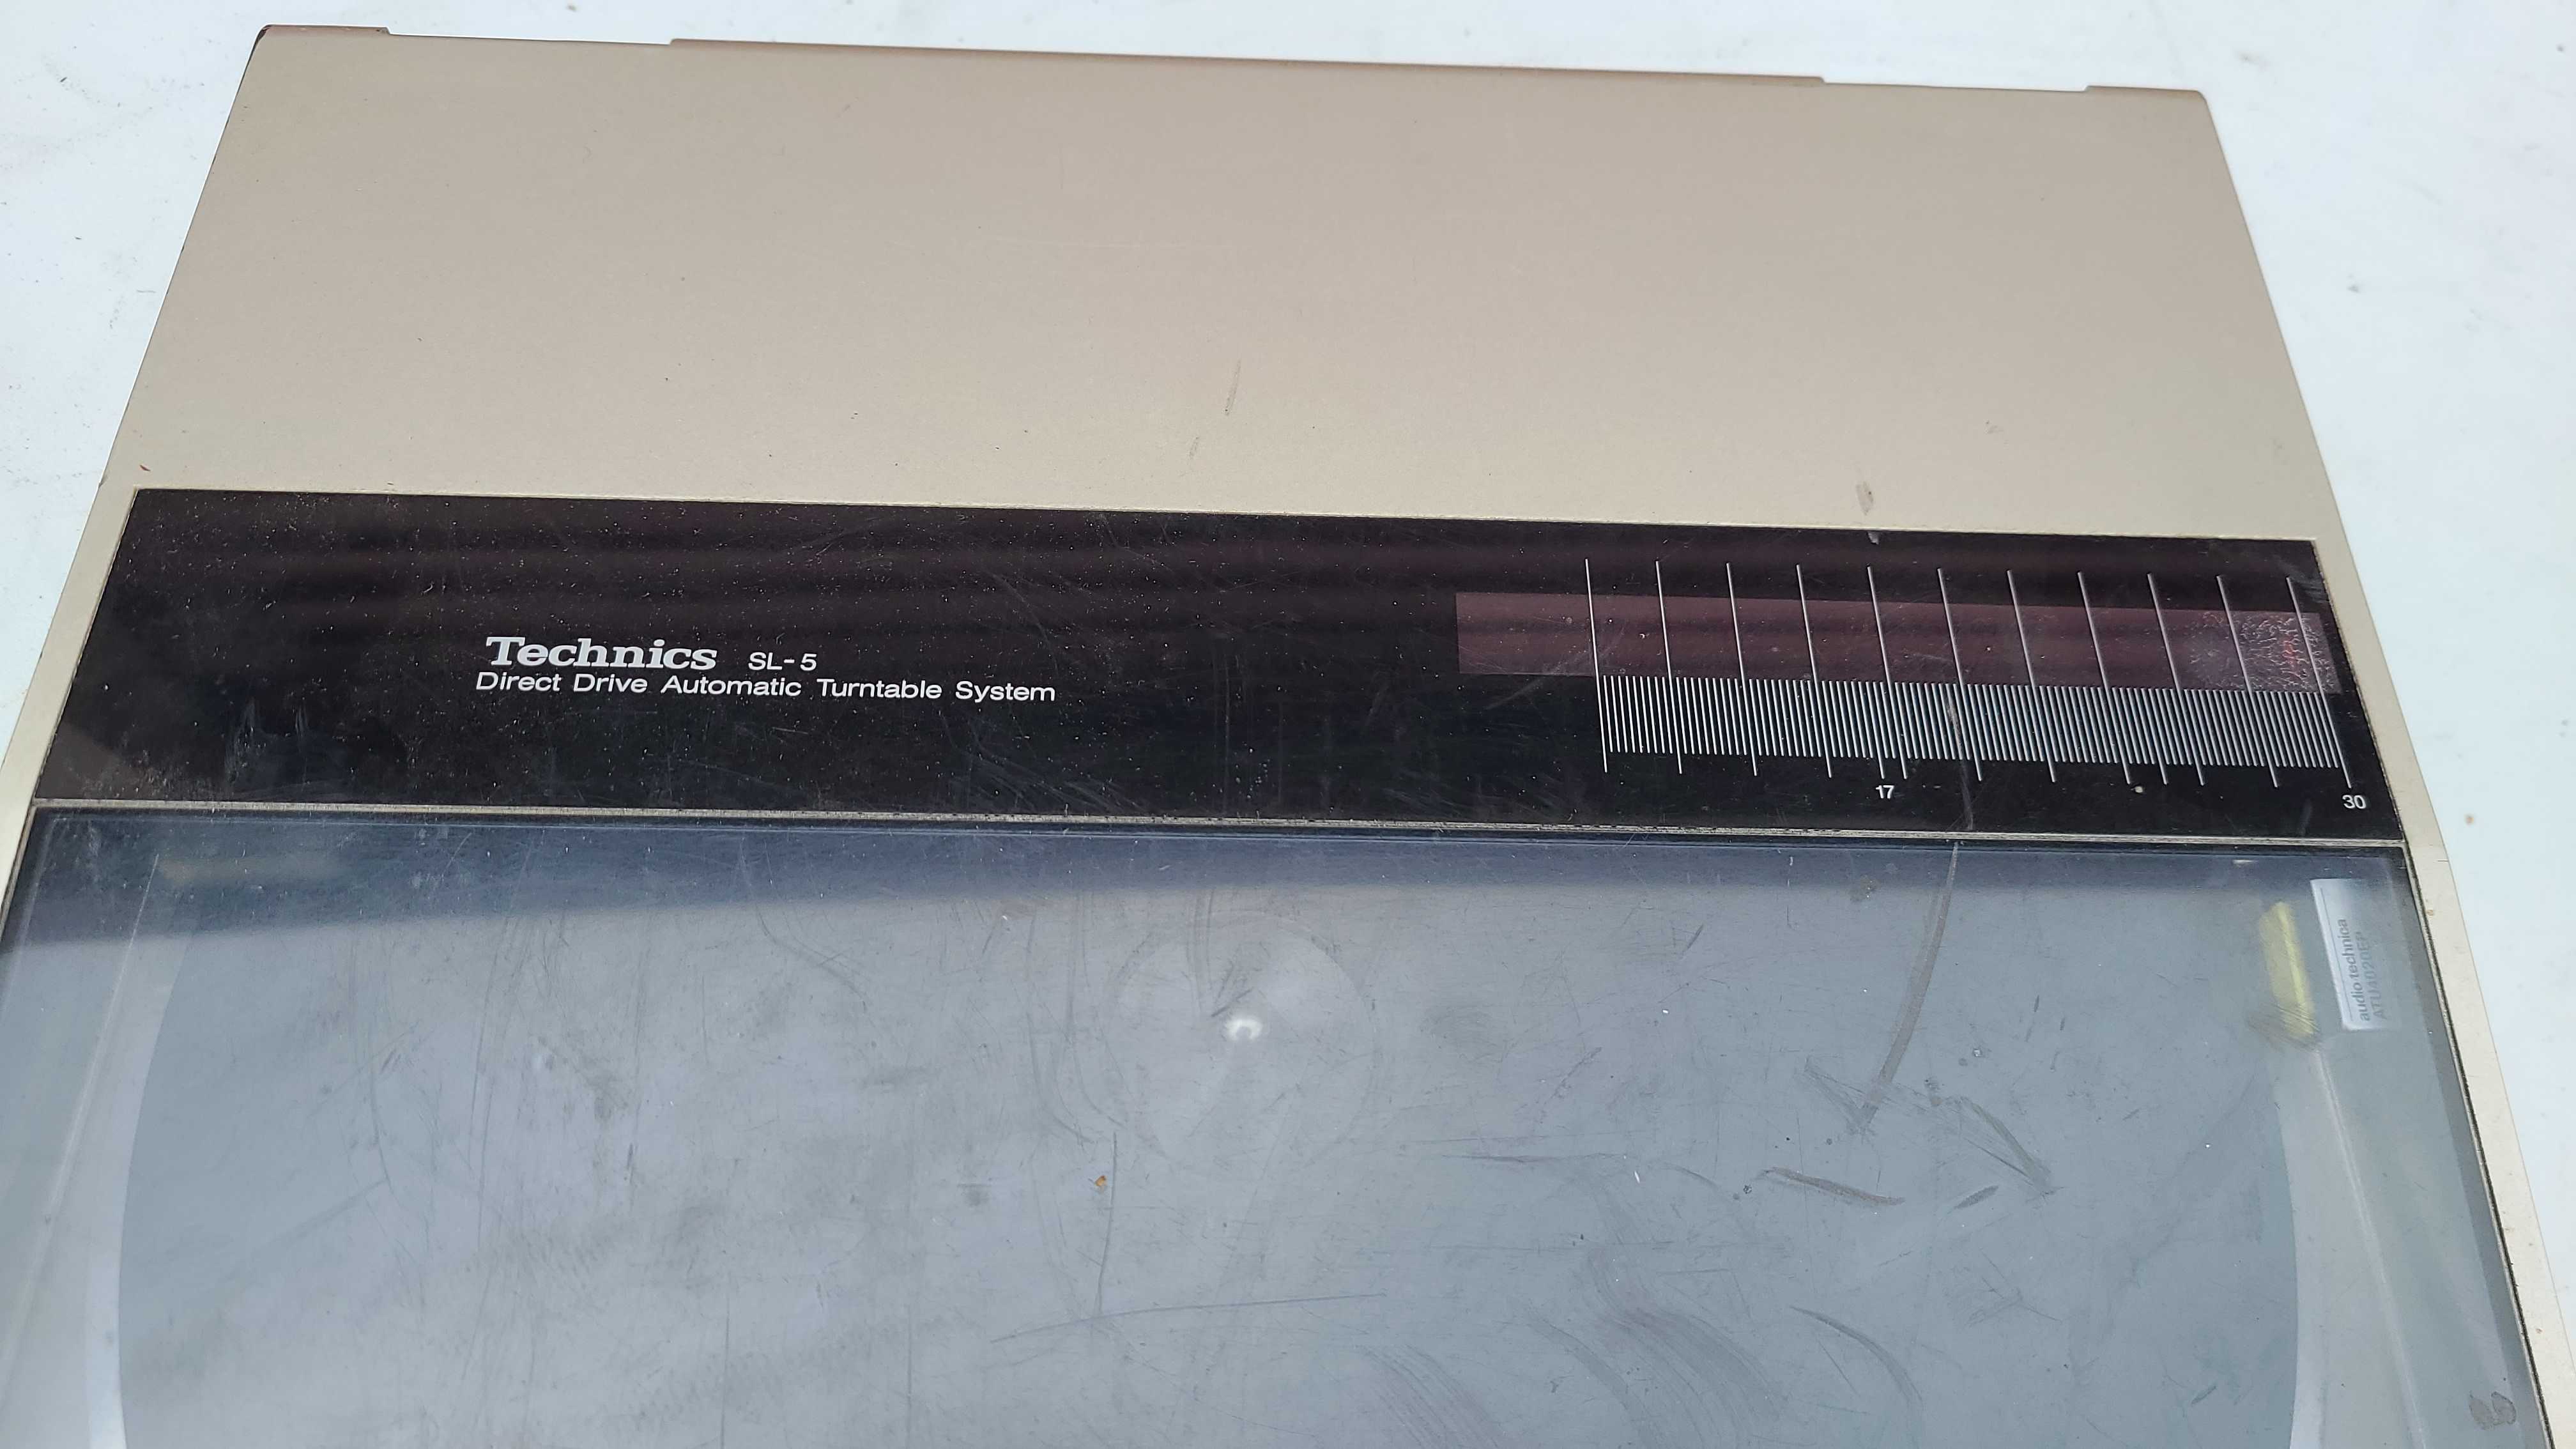 Technics SL-5
Direct Drive Automatic Turntable System
17
30
audio technica